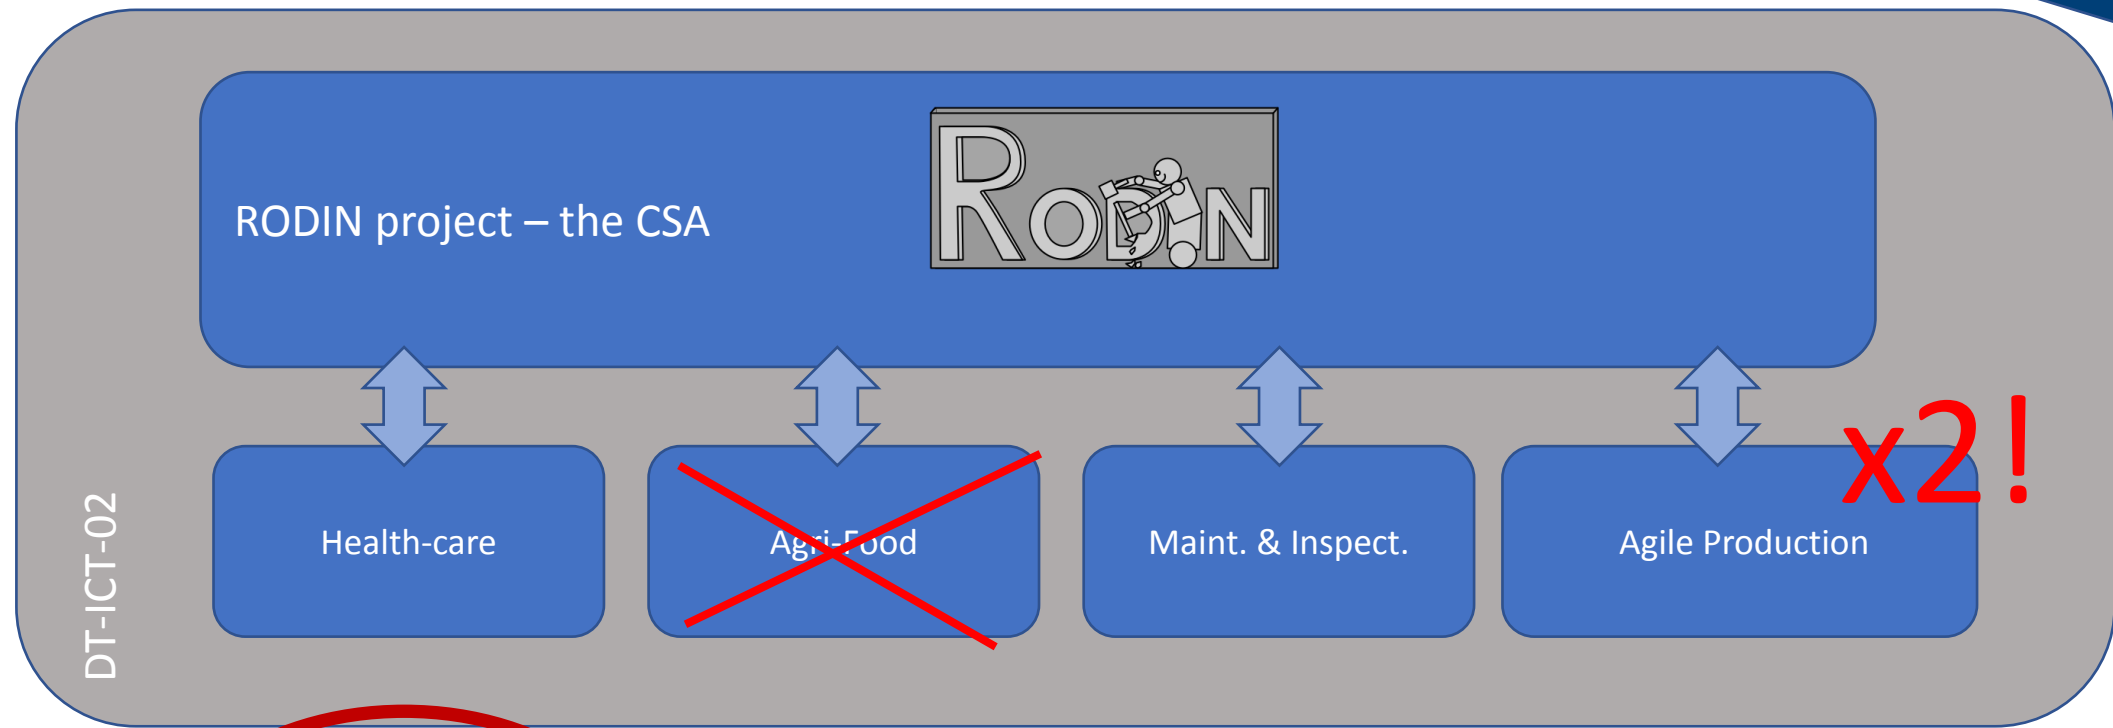 RODIN project – the CSA
RODIN
x2!
Health-care
Agri-Food
Maint. & Inspect.
Agile Production
DT-ICT-02